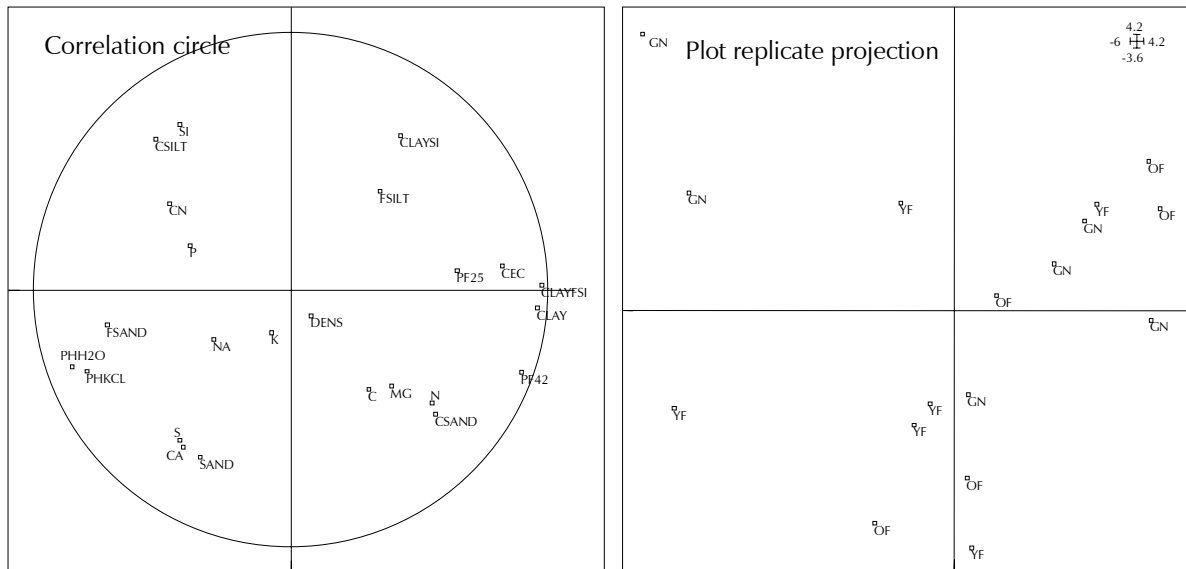 Correlation circle
SI
CSILT
CLAYSI
FSILT
CN
P
PF25
CEC
CLAYFSI
CLAY
DENS
FSAND
NA
K
PHH2O
PHKCL
PF42
C
MG
N
CSAND
S
CA
SAND
Plot replicate projection
GN
4.2
-6
4.2
-3.6
OF
GN
YF
YF
OF
GN
GN
OF
GN
YF
YF
GN
YF
OF
OF
YF